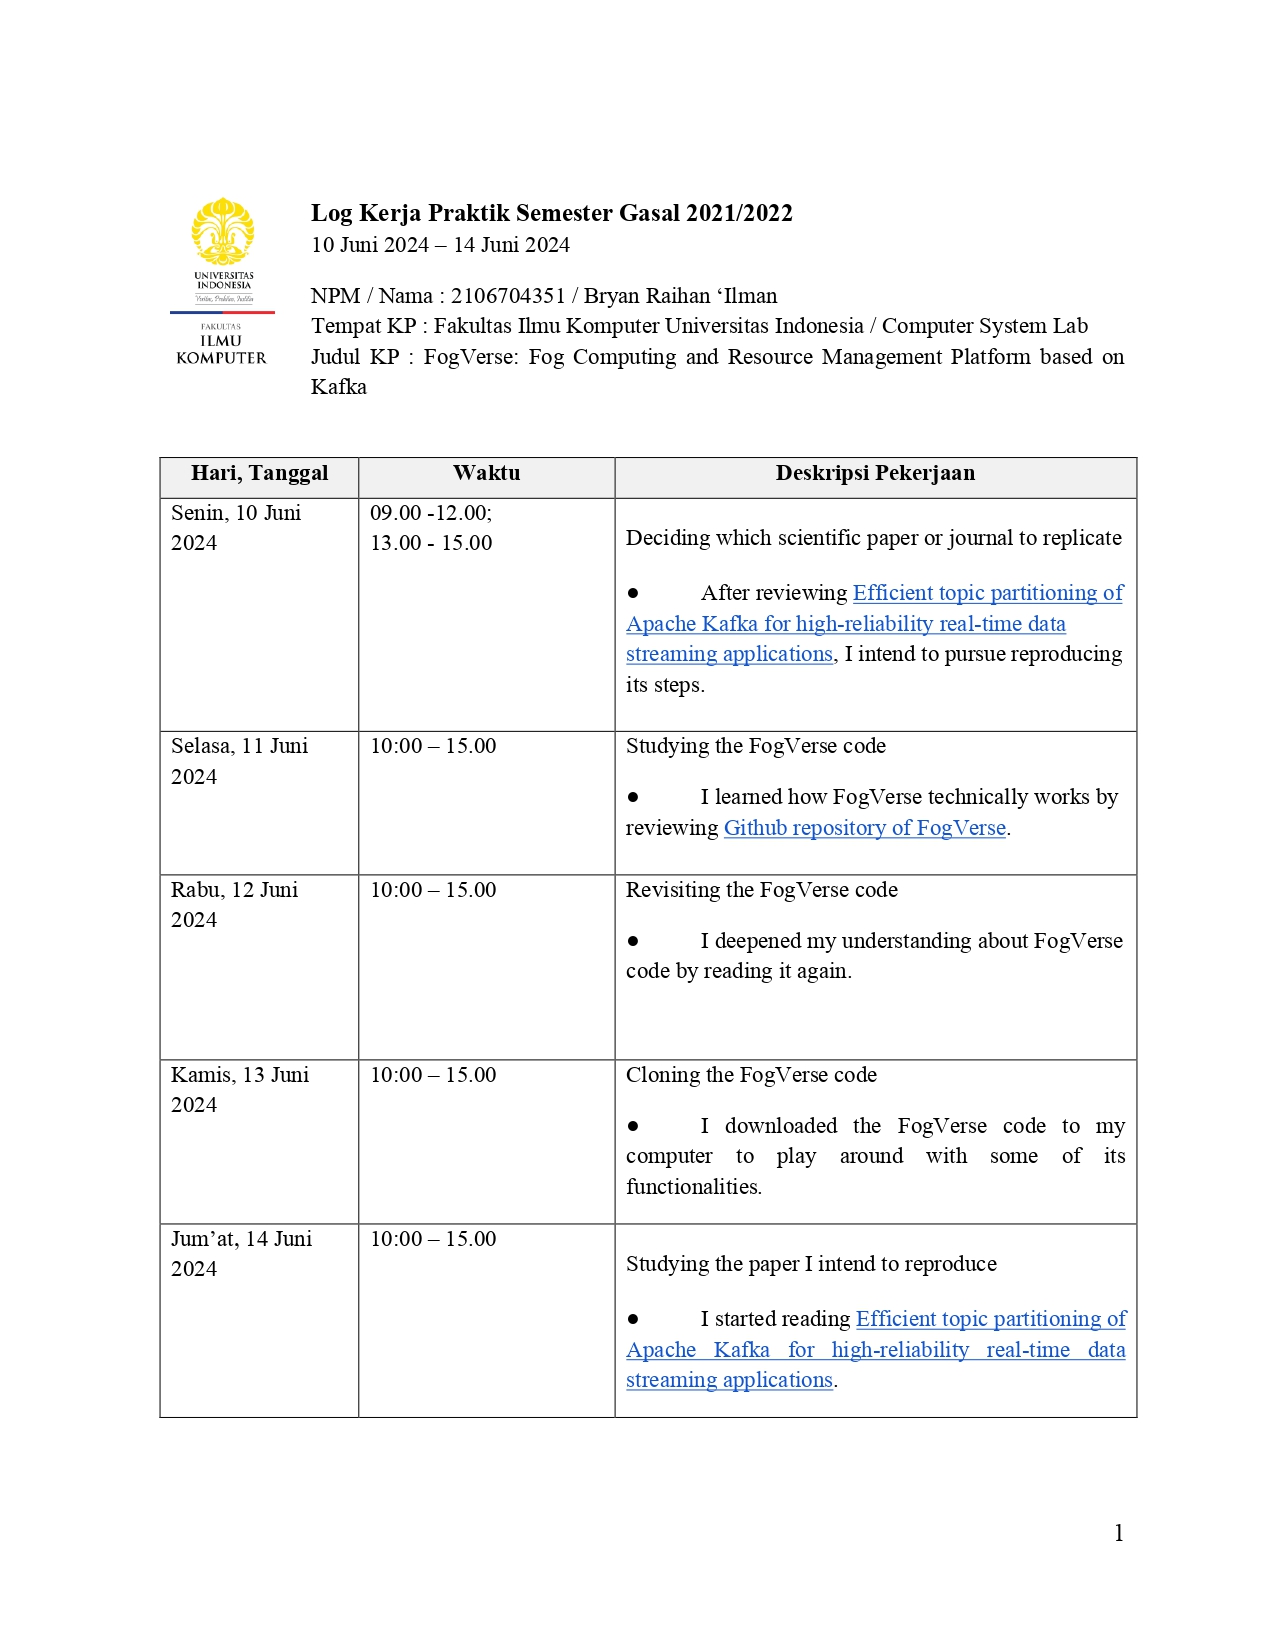 UNIVERSITAS
INDONESIA
Veritas, Probitas, Iustitia
FAKULTAS
ILMU
KOMPUTER
Log Kerja Praktik Semester Gasal 2021/2022
10 Juni 2024 – 14 Juni 2024
NPM / Nama : 2106704351 / Bryan Raihan ‘Ilman
Tempat KP : Fakultas Ilmu Komputer Universitas Indonesia / Computer System Lab
Judul KP : FogVerse: Fog Computing and Resource Management Platform based on
Kafka
Hari, Tanggal Waktu Deskripsi Pekerjaan
Senin, 10 Juni
2024
09.00 -12.00;
13.00 - 15.00
Deciding which scientific paper or journal to replicate
● After reviewing Efficient topic partitioning of
Apache Kafka for high-reliability real-time data
streaming applications, I intend to pursue reproducing
its steps.
Selasa, 11 Juni
2024
10:00 – 15.00
Studying the FogVerse code
● I learned how FogVerse technically works by
reviewing Github repository of FogVerse.
Rabu, 12 Juni
2024
10:00 – 15.00
Revisiting the FogVerse code
● I deepened my understanding about FogVerse
code by reading it again.
Kamis, 13 Juni
2024
10:00 – 15.00
Cloning the FogVerse code
● I downloaded the FogVerse code to my
computer to play around with some of its
functionalities.
Jum’at, 14 Juni
2024
10:00 – 15.00
Studying the paper I intend to reproduce
● I started reading Efficient topic partitioning of
Apache Kafka for high-reliability real-time data
streaming applications.
1